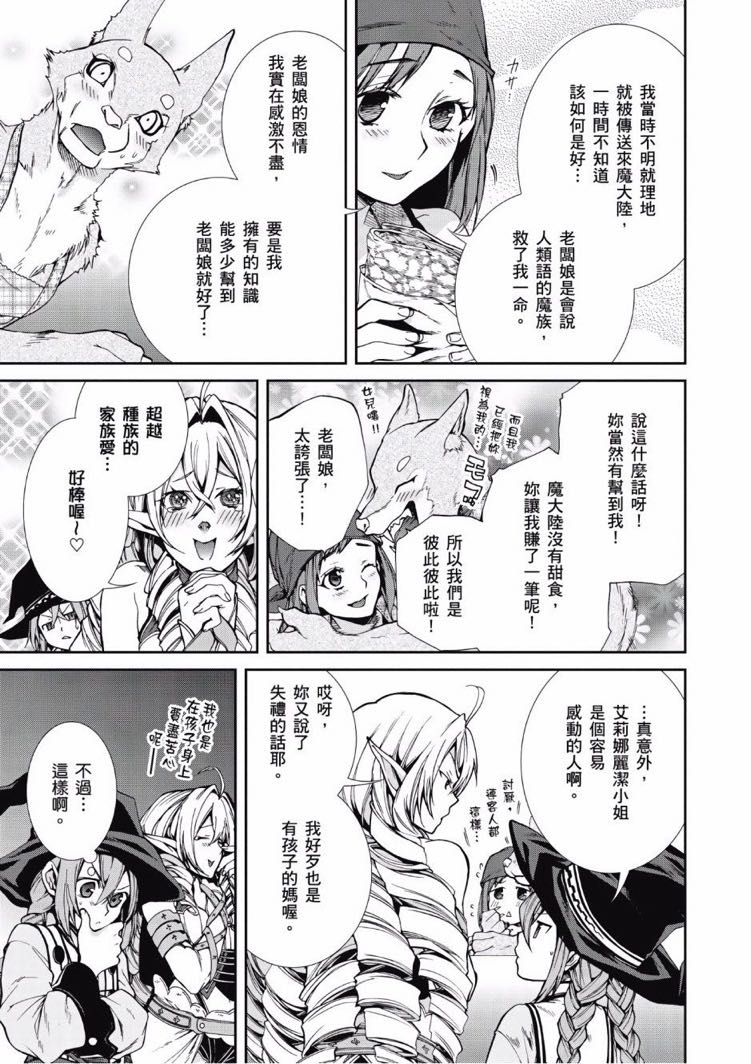 我當時不明就理地
就被傳送來魔大陸，
一時間不知道
該如何是好…
カサ…
老闆娘是會說
人類語的魔族，
救了我一命。
老闆娘的恩情
我實在感激不盡，
要是我
擁有的知識
能多少幫到
老闆娘就好了…
說這什麼話呀！
妳當然有幫到我！
魔大陸沒有甜食，
妳讓我賺了一筆呢！
所以我們是
彼此彼此啦！
而且我
已經把妳
視為我的…
女兒嘍!!
モフ
老闆娘，
太誇張了…！
超越
種族的
家族愛…
好棒喔～♡
…真意外，
艾莉娜麗潔小姐
是個容易
感動的人啊。
討厭，
連客人都
這樣…
哎呀，
妳又說了
失禮的話耶。
我好歹也是
有孩子的媽喔。
我也是
在孩子身上
費盡苦心
呢——
不過…
這樣啊。